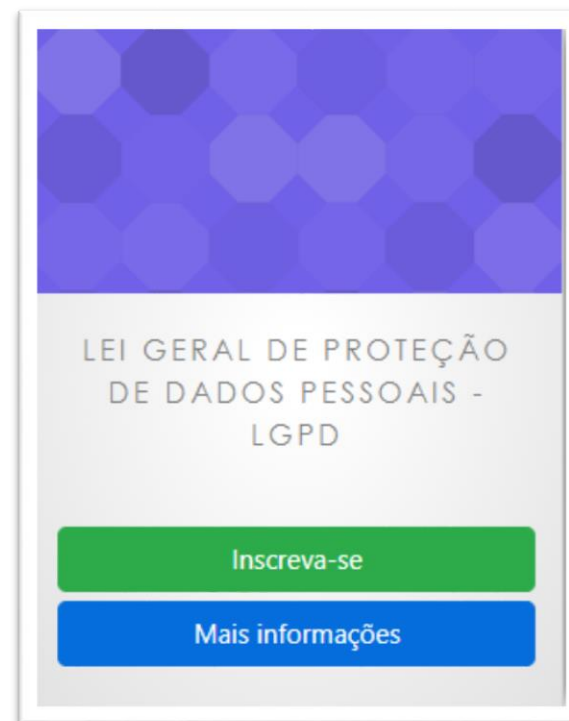 LEI GERAL DE PROTEÇÃO
DE DADOS PESSOAIS -
LGPD
Inscreva-se
Mais informações